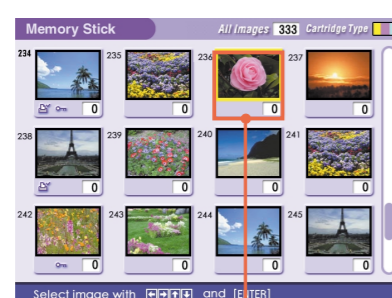 Memory Stick All Images 333 Cartridge Type
234 235 236 237
0 0 0 0
238 239 240 241
0 0 0 0
242 243 244 245
0 0 0 0
Select image with and [ENTER]